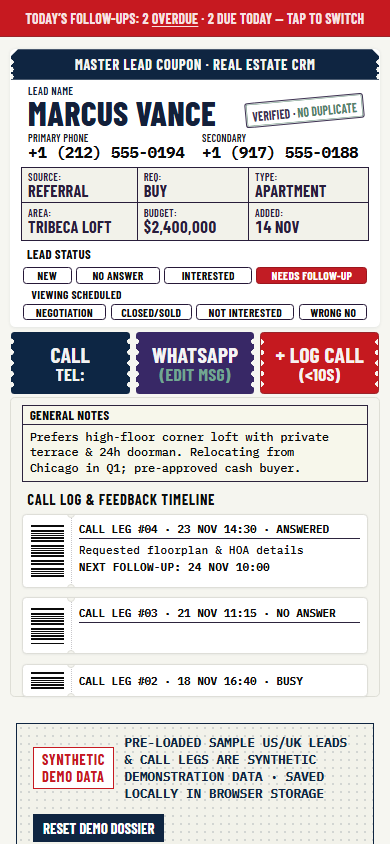 TODAY'S FOLLOW-UPS: 2 OVERDUE · 2 DUE TODAY — TAP TO SWITCH
MASTER LEAD COUPON · REAL ESTATE CRM
LEAD NAME
MARCUS VANCE
VERIFIED · NO DUPLICATE
PRIMARY PHONE SECONDARY
+1 (212) 555-0194 +1 (917) 555-0188
SOURCE: REQ: TYPE:
REFERRAL BUY APARTMENT
AREA: BUDGET: ADDED:
TRIBECA LOFT $2,400,000 14 NOV
LEAD STATUS
NEW NO ANSWER INTERESTED NEEDS FOLLOW-UP
VIEWING SCHEDULED
NEGOTIATION CLOSED/SOLD NOT INTERESTED WRONG NO
CALL WHATSAPP + LOG CALL
TEL: (EDIT MSG) (<10S)
GENERAL NOTES
Prefers high-floor corner loft with private
terrace & 24h doorman. Relocating from
Chicago in Q1; pre-approved cash buyer.
CALL LOG & FEEDBACK TIMELINE
CALL LEG #04 · 23 NOV 14:30 · ANSWERED
Requested floorplan & HOA details
NEXT FOLLOW-UP: 24 NOV 10:00
CALL LEG #03 · 21 NOV 11:15 · NO ANSWER
CALL LEG #02 · 18 NOV 16:40 · BUSY
SYNTHETIC
DEMO DATA
PRE-LOADED SAMPLE US/UK LEADS
& CALL LEGS ARE SYNTHETIC
DEMONSTRATION DATA · SAVED
LOCALLY IN BROWSER STORAGE
RESET DEMO DOSSIER